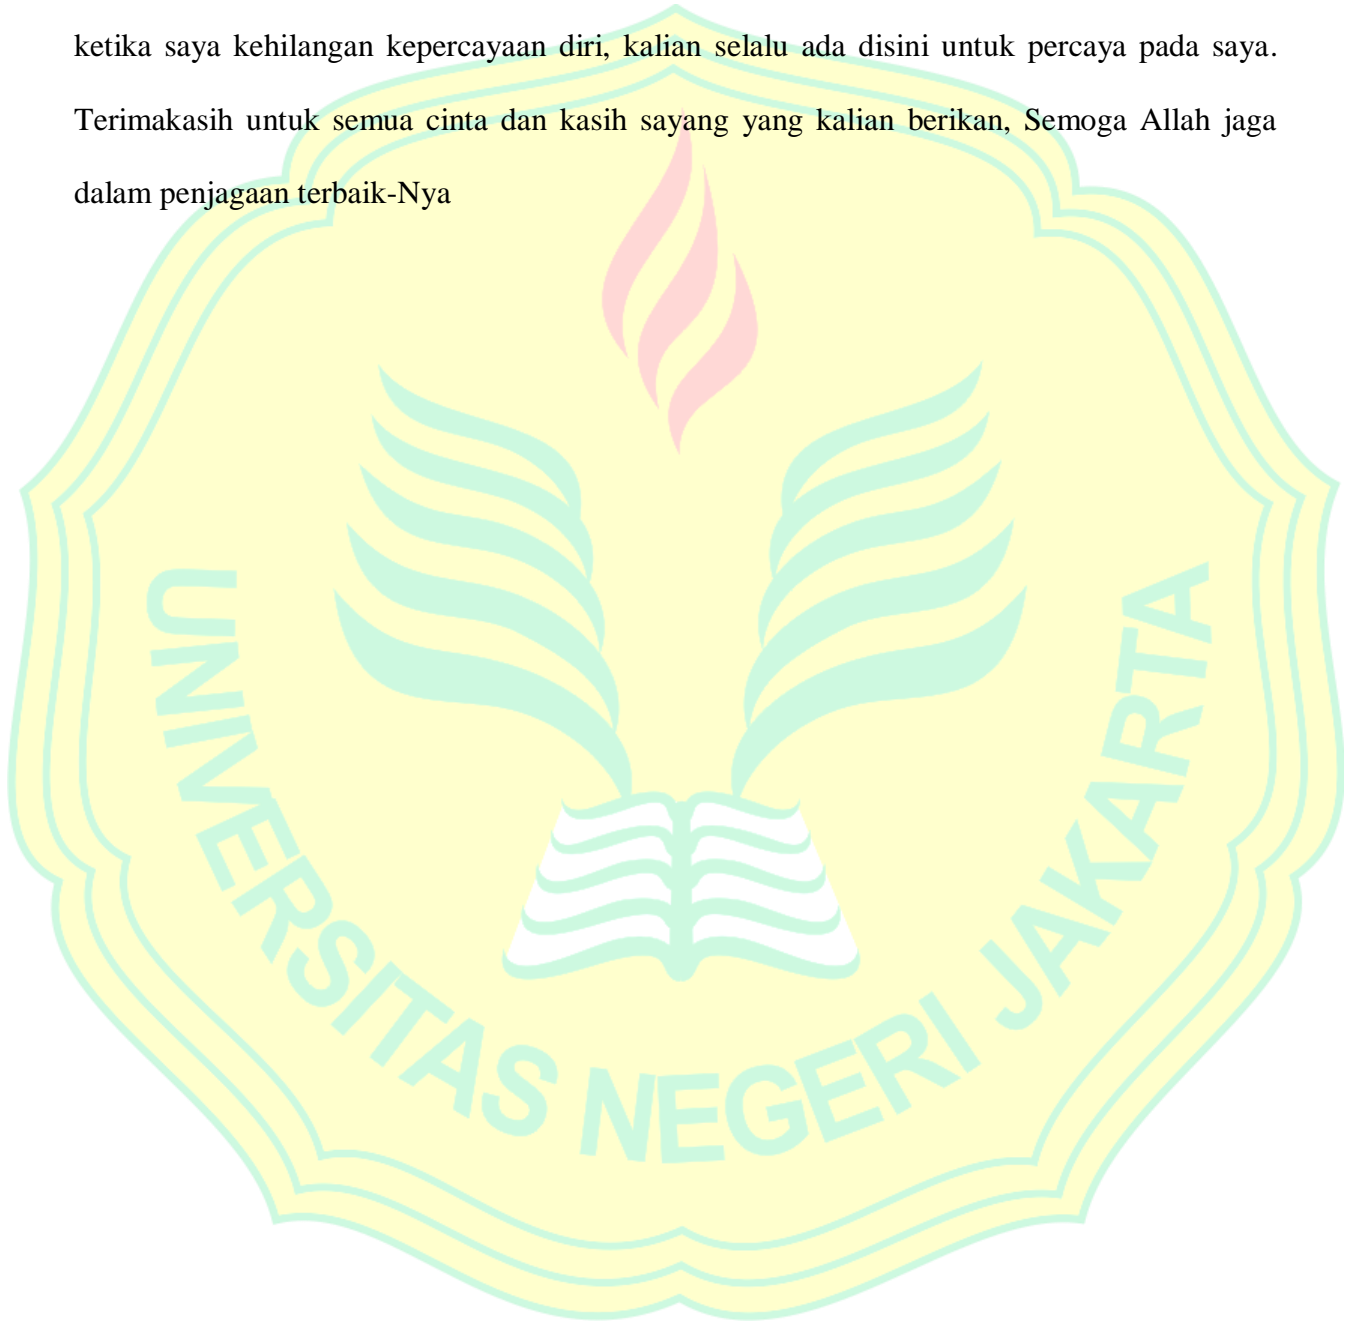 ketika saya kehilangan kepercayaan diri, kalian selalu ada disini untuk percaya pada saya.
Terimakasih untuk semua cinta dan kasih sayang yang kalian berikan, Semoga Allah jaga
dalam penjagaan terbaik-Nya
UNIVERSITAS NEGERI JAKARTA